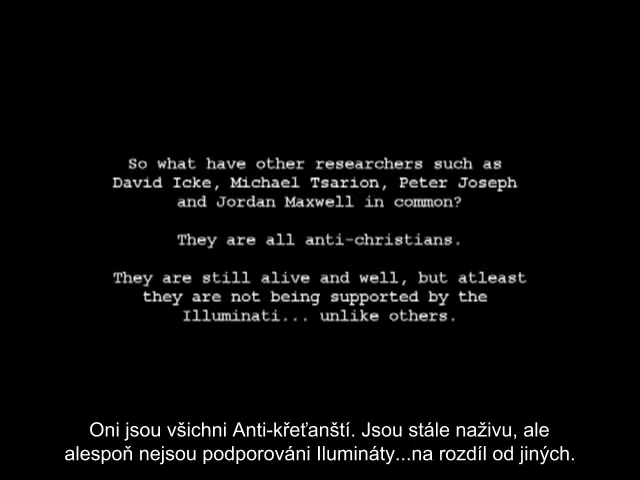 So what have other researchers such as
David Icke, Michael Tsarion, Peter Joseph
and Jordan Maxwell in common?
They are all anti-christians.
They are still alive and well, but atleast
they are not being supported by the
Illuminati... unlike others.
Oni jsou všichni Anti-křeťanští. Jsou stále naživu, ale
alespoň nejsou podporováni Ilumináty...na rozdíl od jiných.